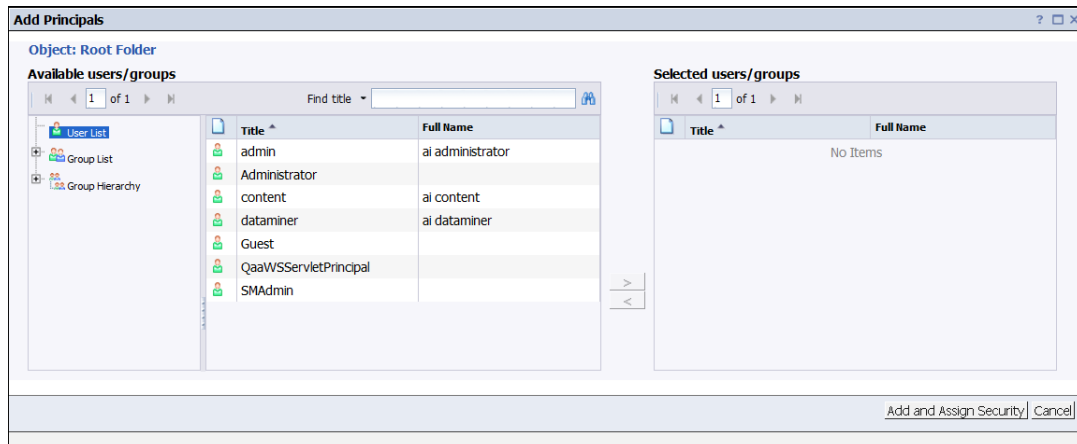 Add Principals ?
Object: Root Folder
Available users/groups
1 of 1 Find title
User List
Group List
Group Hierarchy
Title Full Name
admin ai administrator
Administrator
content ai content
dataminer ai dataminer
Guest
QaaWSServletPrincipal
SMAdmin
> 
<
Selected users/groups
1 of 1
Title Full Name
No Items
Add and Assign Security Cancel